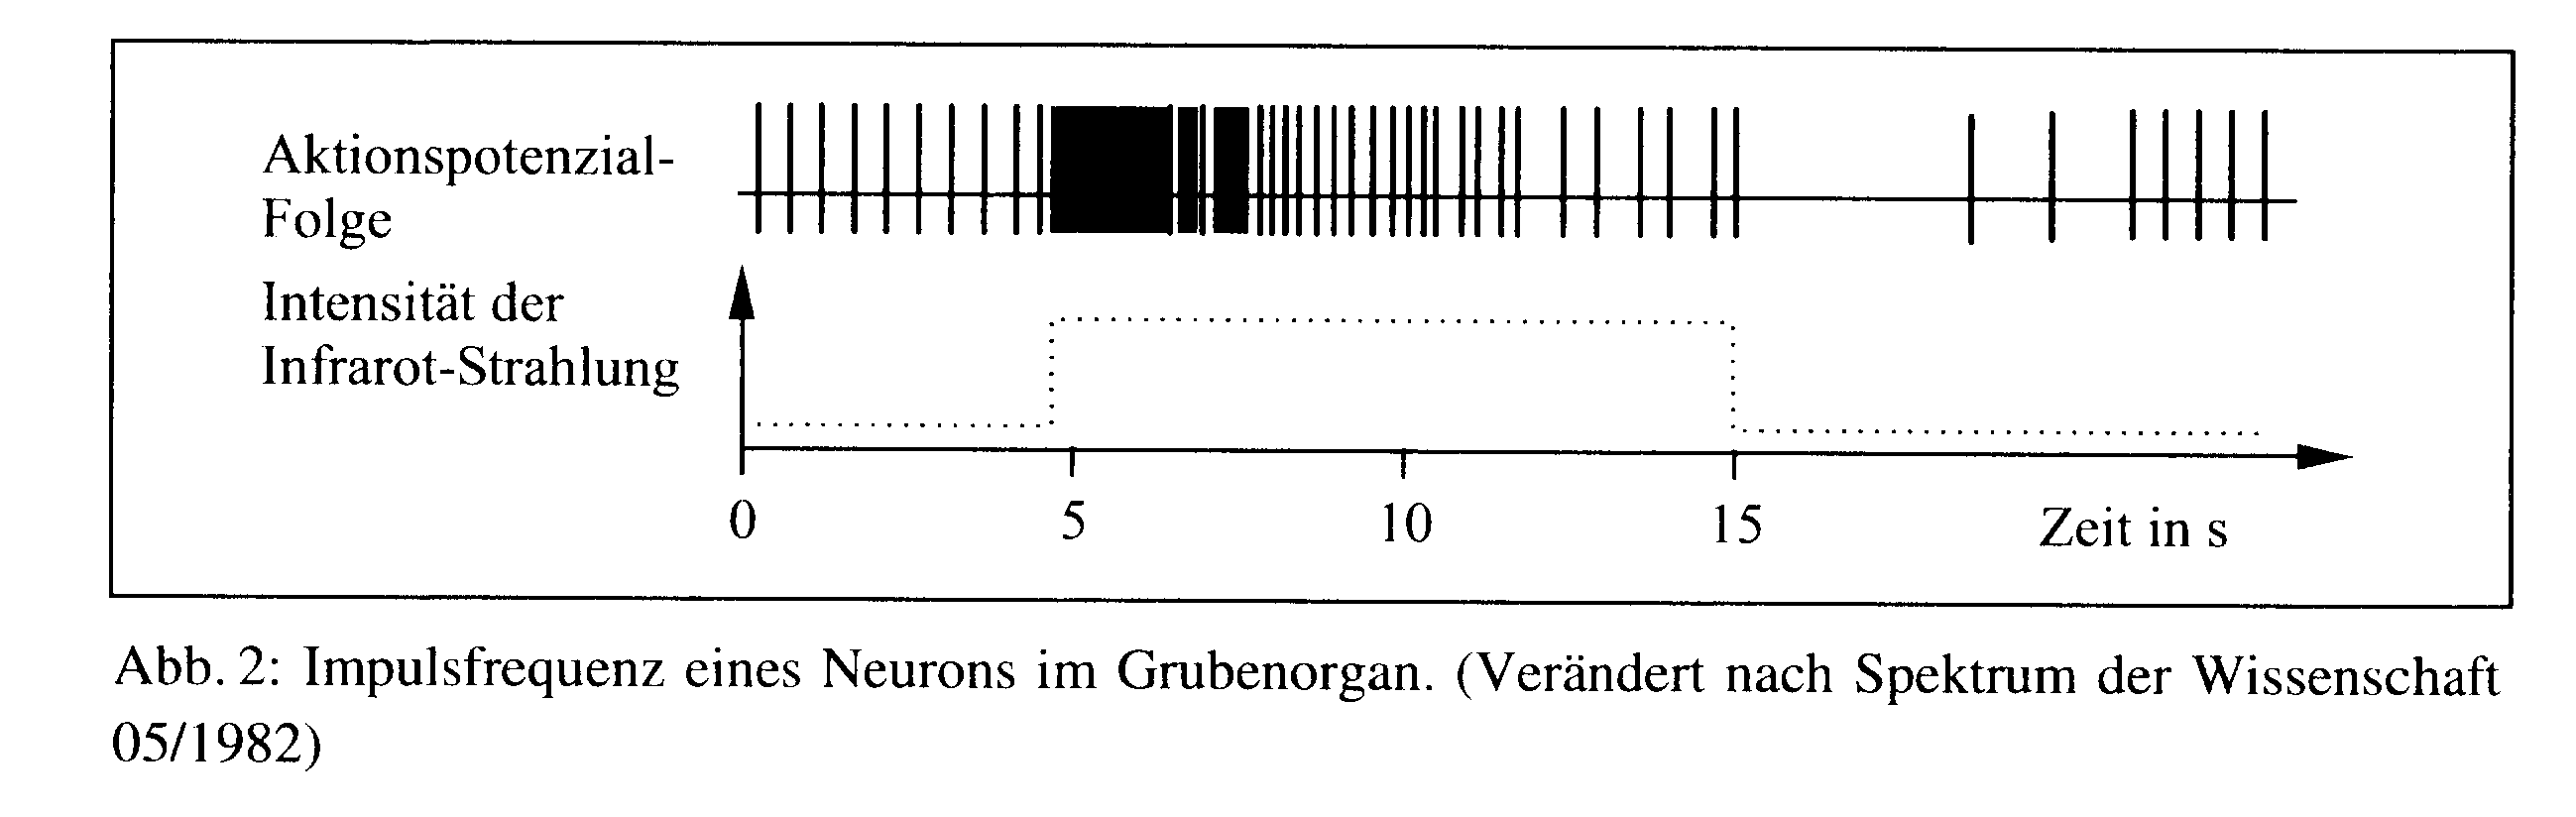 Aktionspotenzial-
Folge
Intensität der
Infrarot-Strahlung
0 5 10 15 Zeit in s
Abb. 2: Impulsfrequenz eines Neurons im Grubenorgan. (Verändert nach Spektrum der Wissenschaft
05/1982)